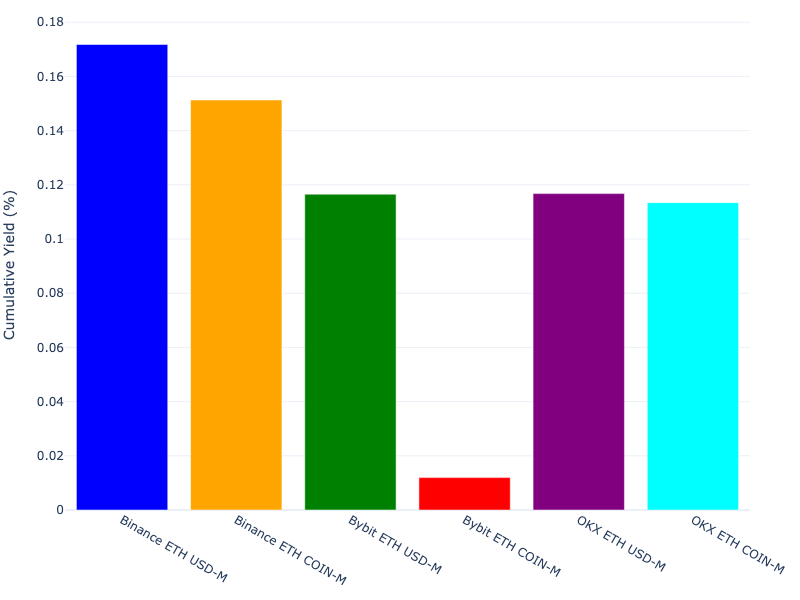 Cumulative Yield (%)
0.18
0.16
0.14
0.12
0.1
0.08
0.06
0.04
0.02
0
Binance ETH USD-M
Binance ETH COIN-M
Bybit ETH USD-M
Bybit ETH COIN-M
OKX ETH USD-M
OKX ETH COIN-M